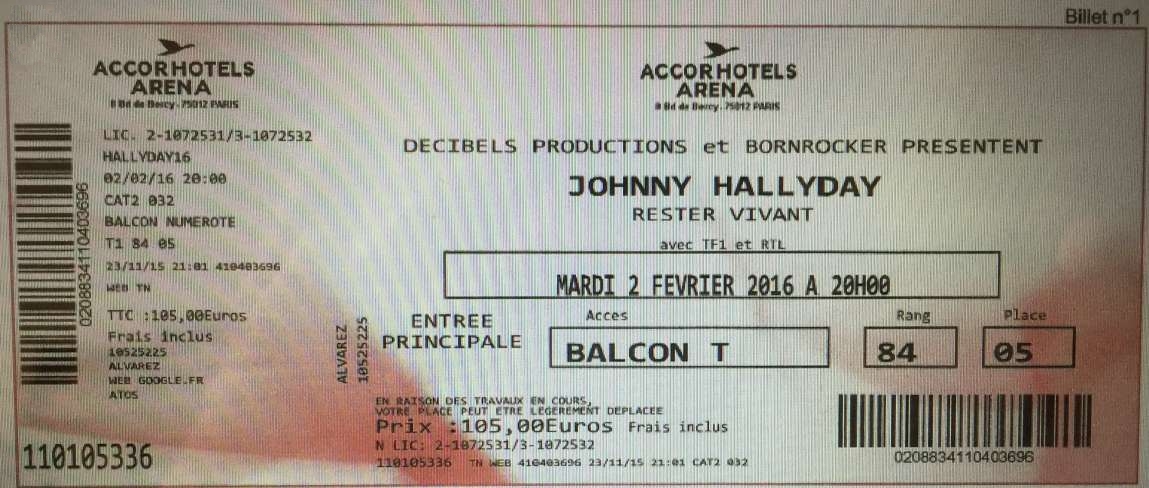 Billet n°1
ACCORHOTELS
ARENA
8 Bd de Bercy . 75012 PARIS
LIC. 2-1072531/3-1072532
HALLYDAY16
02/02/16 20:00
CAT2 032
BALCON NUMEROTE
T1 84 05
23/11/15 21:01 410403696
WEB TN
TTC :105,00Euros
Frais inclus
10525225
ALVAREZ
WEB GOOGLE.FR
ATOS
110105336
0208834110403696
ALVAREZ
10525225
ACCORHOTELS
ARENA
8 Bd de Bercy . 75012 PARIS
DECIBELS PRODUCTIONS et BORNROCKER PRESENTENT
JOHNNY HALLYDAY
RESTER VIVANT
avec TF1 et RTL
MARDI 2 FEVRIER 2016 A 20H00
ENTREE
PRINCIPALE
Acces
BALCON T
Rang
84
Place
05
EN RAISON DES TRAVAUX EN COURS,
VOTRE PLACE PEUT ETRE LEGEREMENT DEPLACEE
Prix :105,00Euros Frais inclus
N LIC: 2-1072531/3-1072532
110105336 TN WEB 410403696 23/11/15 21:01 CAT2 032
0208834110403696